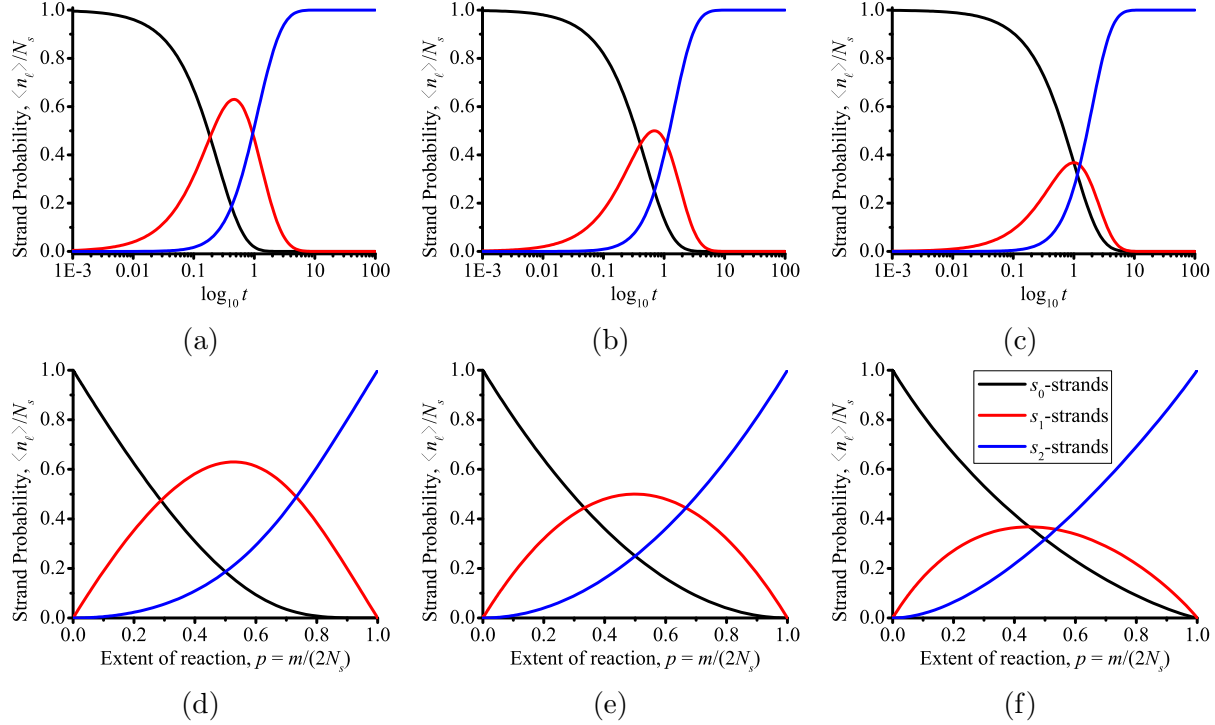 Strand Probability, <n_ℓ>/N_s
1.0
0.8
0.6
0.4
0.2
0.0
1E-3 0.01 0.1 1 10 100
log₁₀ t
(a)
Strand Probability, <n_ℓ>/N_s
1.0
0.8
0.6
0.4
0.2
0.0
1E-3 0.01 0.1 1 10 100
log₁₀ t
(b)
Strand Probability, <n_ℓ>/N_s
1.0
0.8
0.6
0.4
0.2
0.0
1E-3 0.01 0.1 1 10 100
log₁₀ t
(c)
Strand Probability, <n_ℓ>/N_s
1.0
0.8
0.6
0.4
0.2
0.0
0.0 0.2 0.4 0.6 0.8 1.0
Extent of reaction, p = m/(2N_s)
(d)
Strand Probability, <n_ℓ>/N_s
1.0
0.8
0.6
0.4
0.2
0.0
0.0 0.2 0.4 0.6 0.8 1.0
Extent of reaction, p = m/(2N_s)
(e)
Strand Probability, <n_ℓ>/N_s
1.0
0.8
0.6
0.4
0.2
0.0
s₀-strands
s₁-strands
s₂-strands
0.0 0.2 0.4 0.6 0.8 1.0
Extent of reaction, p = m/(2N_s)
(f)